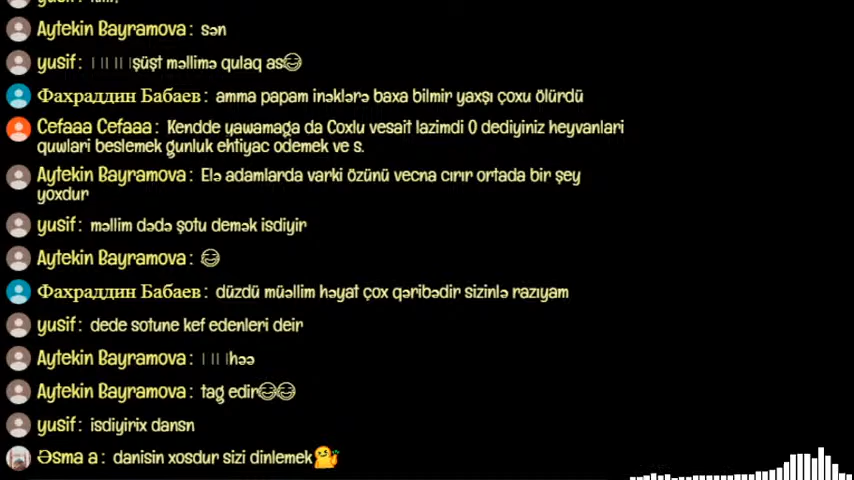 Aytekin Bayramova: sən
yusif: şüşt məllimə qulaq as😂
Фахраддин Бабаев: amma papam inəklərə baxa bilmir yaxşı çoxu ölürdü
Cefaaa Cefaaa: Kendde yawamaga da Coxlu vesait lazimdi O dediyiniz heyvanlari
quwlari beslemek gunluk ehtiyac odemek ve s.
Aytekin Bayramova: Elə adamlarda varki özünü vecna cırır ortada bir şey
yoxdur
yusif: məllim dədə şotu demək isdiyir
Aytekin Bayramova: 😂
Фахраддин Бабаев: düzdü müəllim həyat çox qəribədir sizinlə razıyam
yusif: dede sotune kef edenleri deir
Aytekin Bayramova: həə
Aytekin Bayramova: tag edir😂😂
yusif: isdiyirix dansn
Əsma a: danisin xosdur sizi dinlemek🤗